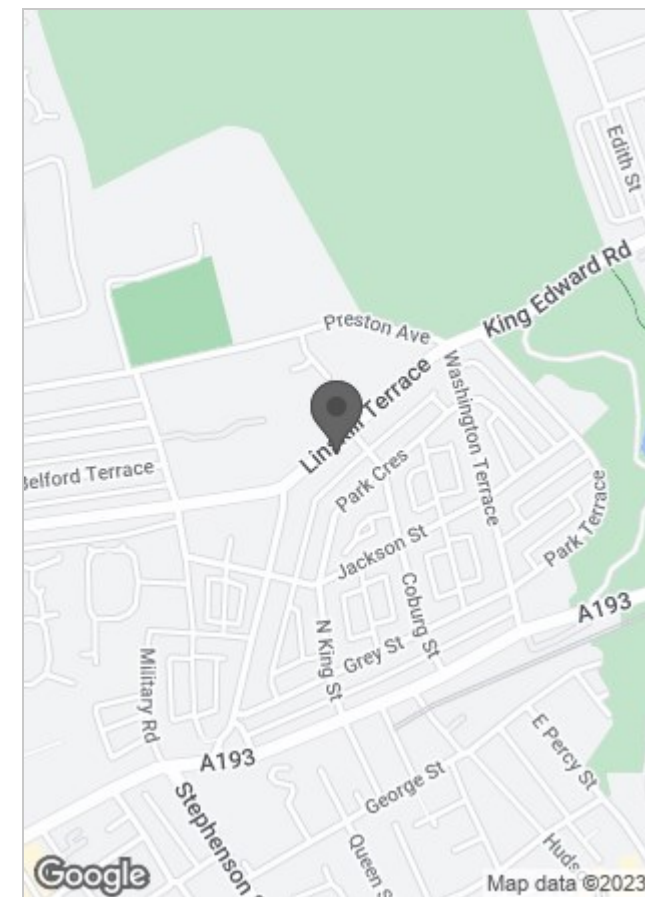 Edith St
King Edward Rd
Preston Ave
Washington Terrace
Terrace
Belford Terrace
Park Cres
Park Terrace
Jackson St
Coburg St
A193
N King St
Grey St
Military Rd
A193
E Percy St
George St
Stephenson
Queen S
Google
Map data ©2023